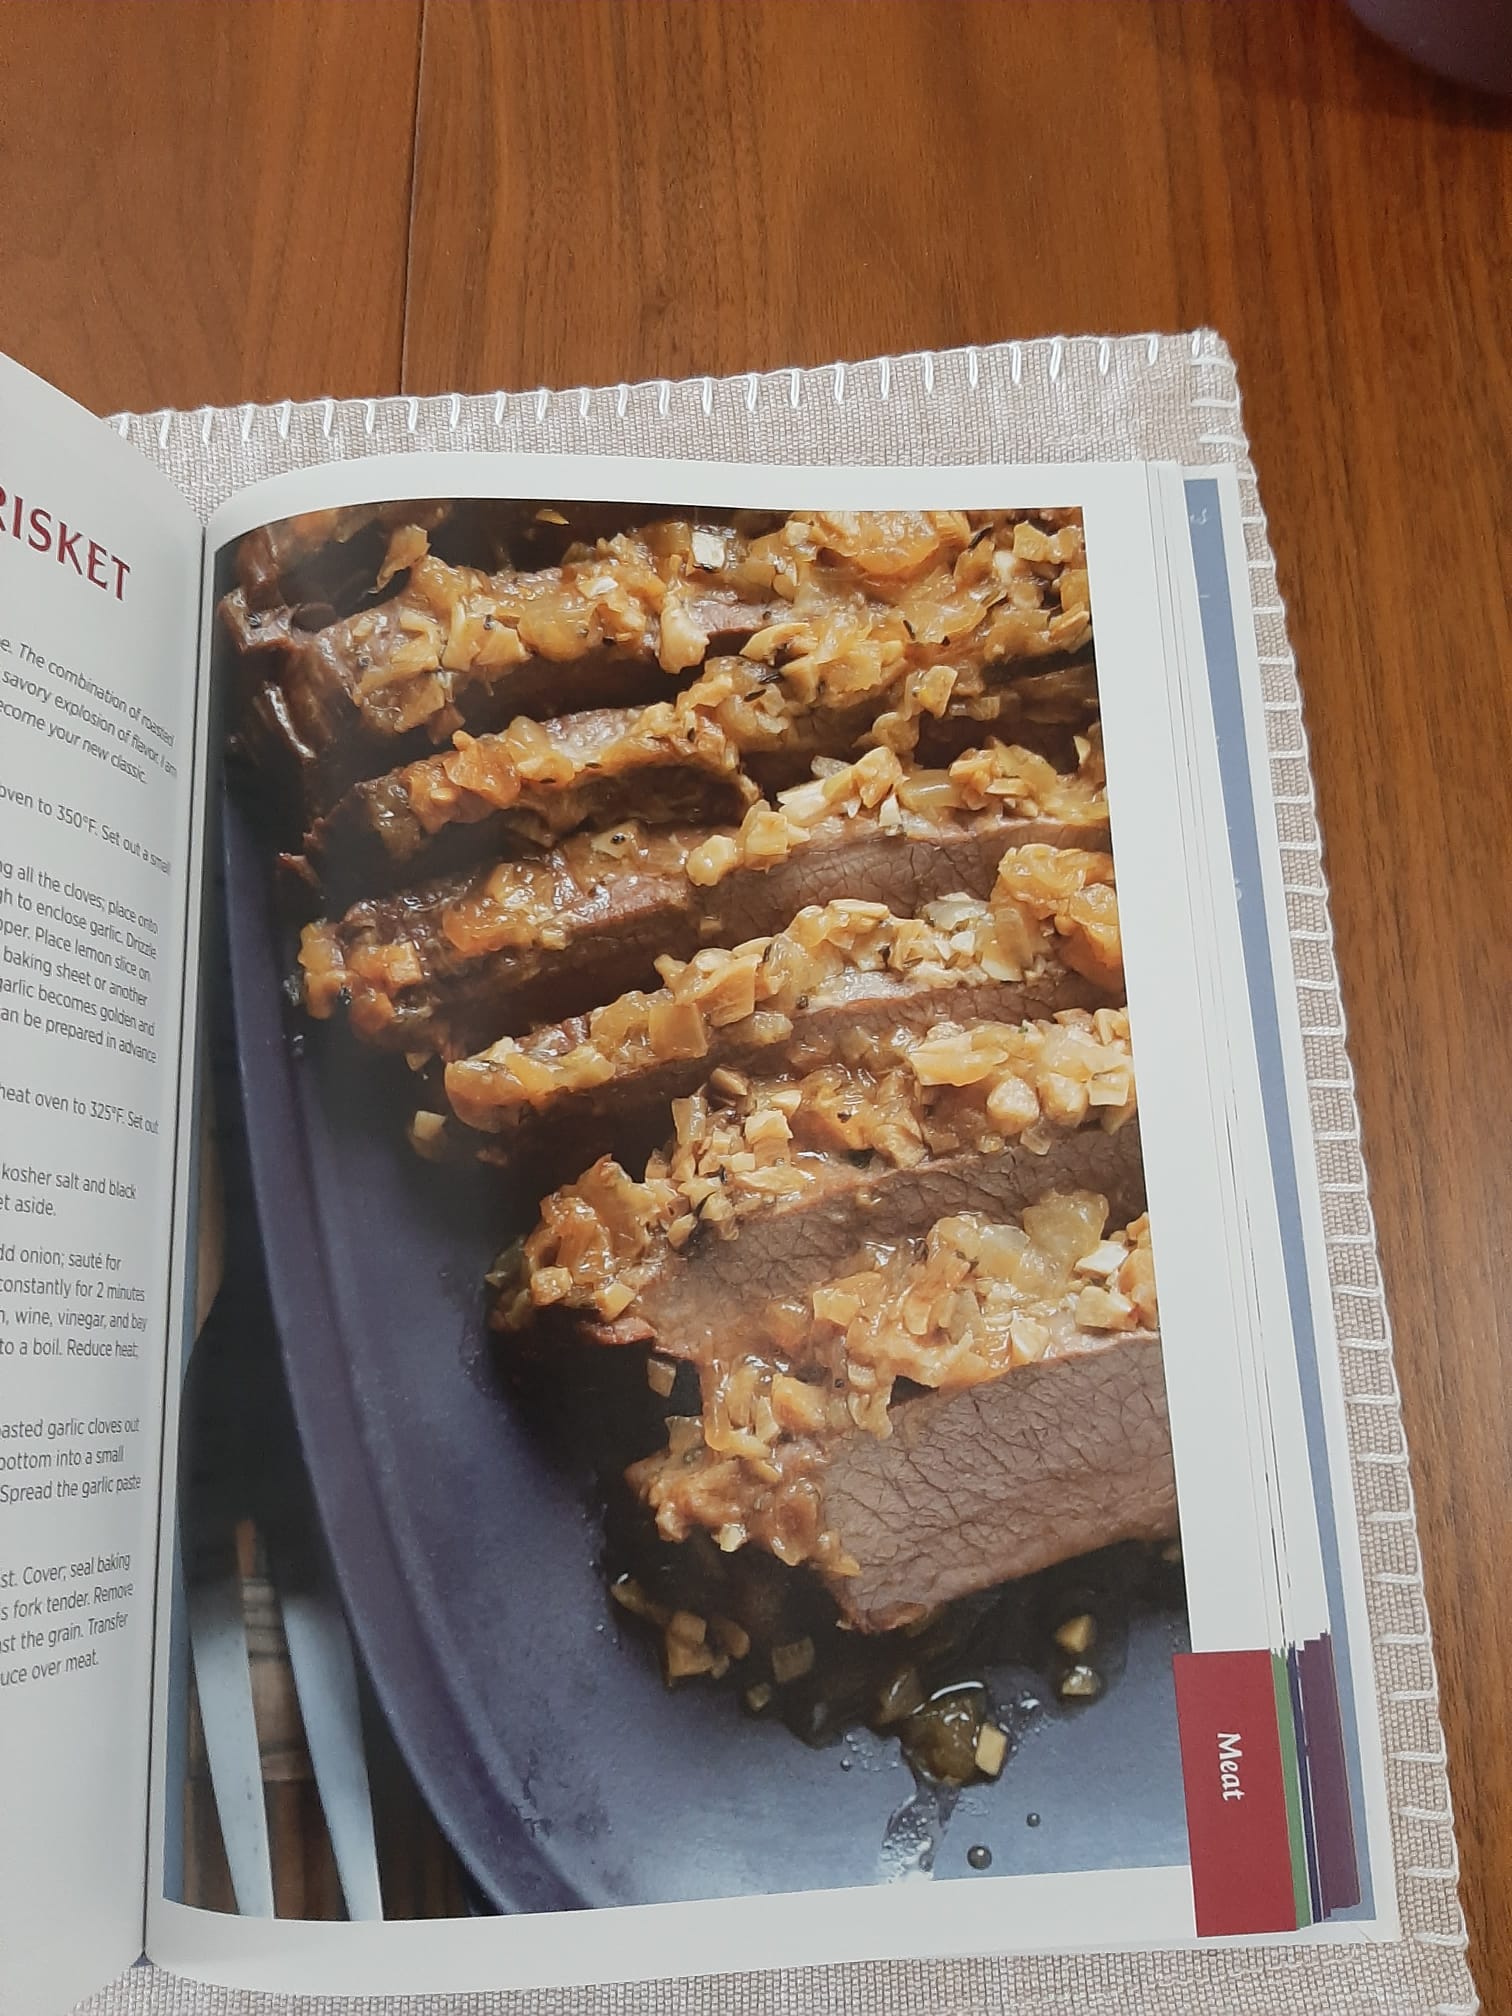 RISKET
e. The combination of roasted
savory explosion of flavor. I am
ecome your new classic.
oven to 350°F. Set out a small
ng all the cloves; place onto
gh to enclose garlic. Drizzle
pper. Place lemon slice on
baking sheet or another
garlic becomes golden and
an be prepared in advance
heat oven to 325°F. Set out
kosher salt and black
et aside.
dd onion; sauté for
constantly for 2 minutes
n, wine, vinegar, and bay
to a boil. Reduce heat;
oasted garlic cloves out
bottom into a small
Spread the garlic paste
st. Cover; seal baking
s fork tender. Remove
nst the grain. Transfer
uce over meat.
Meat